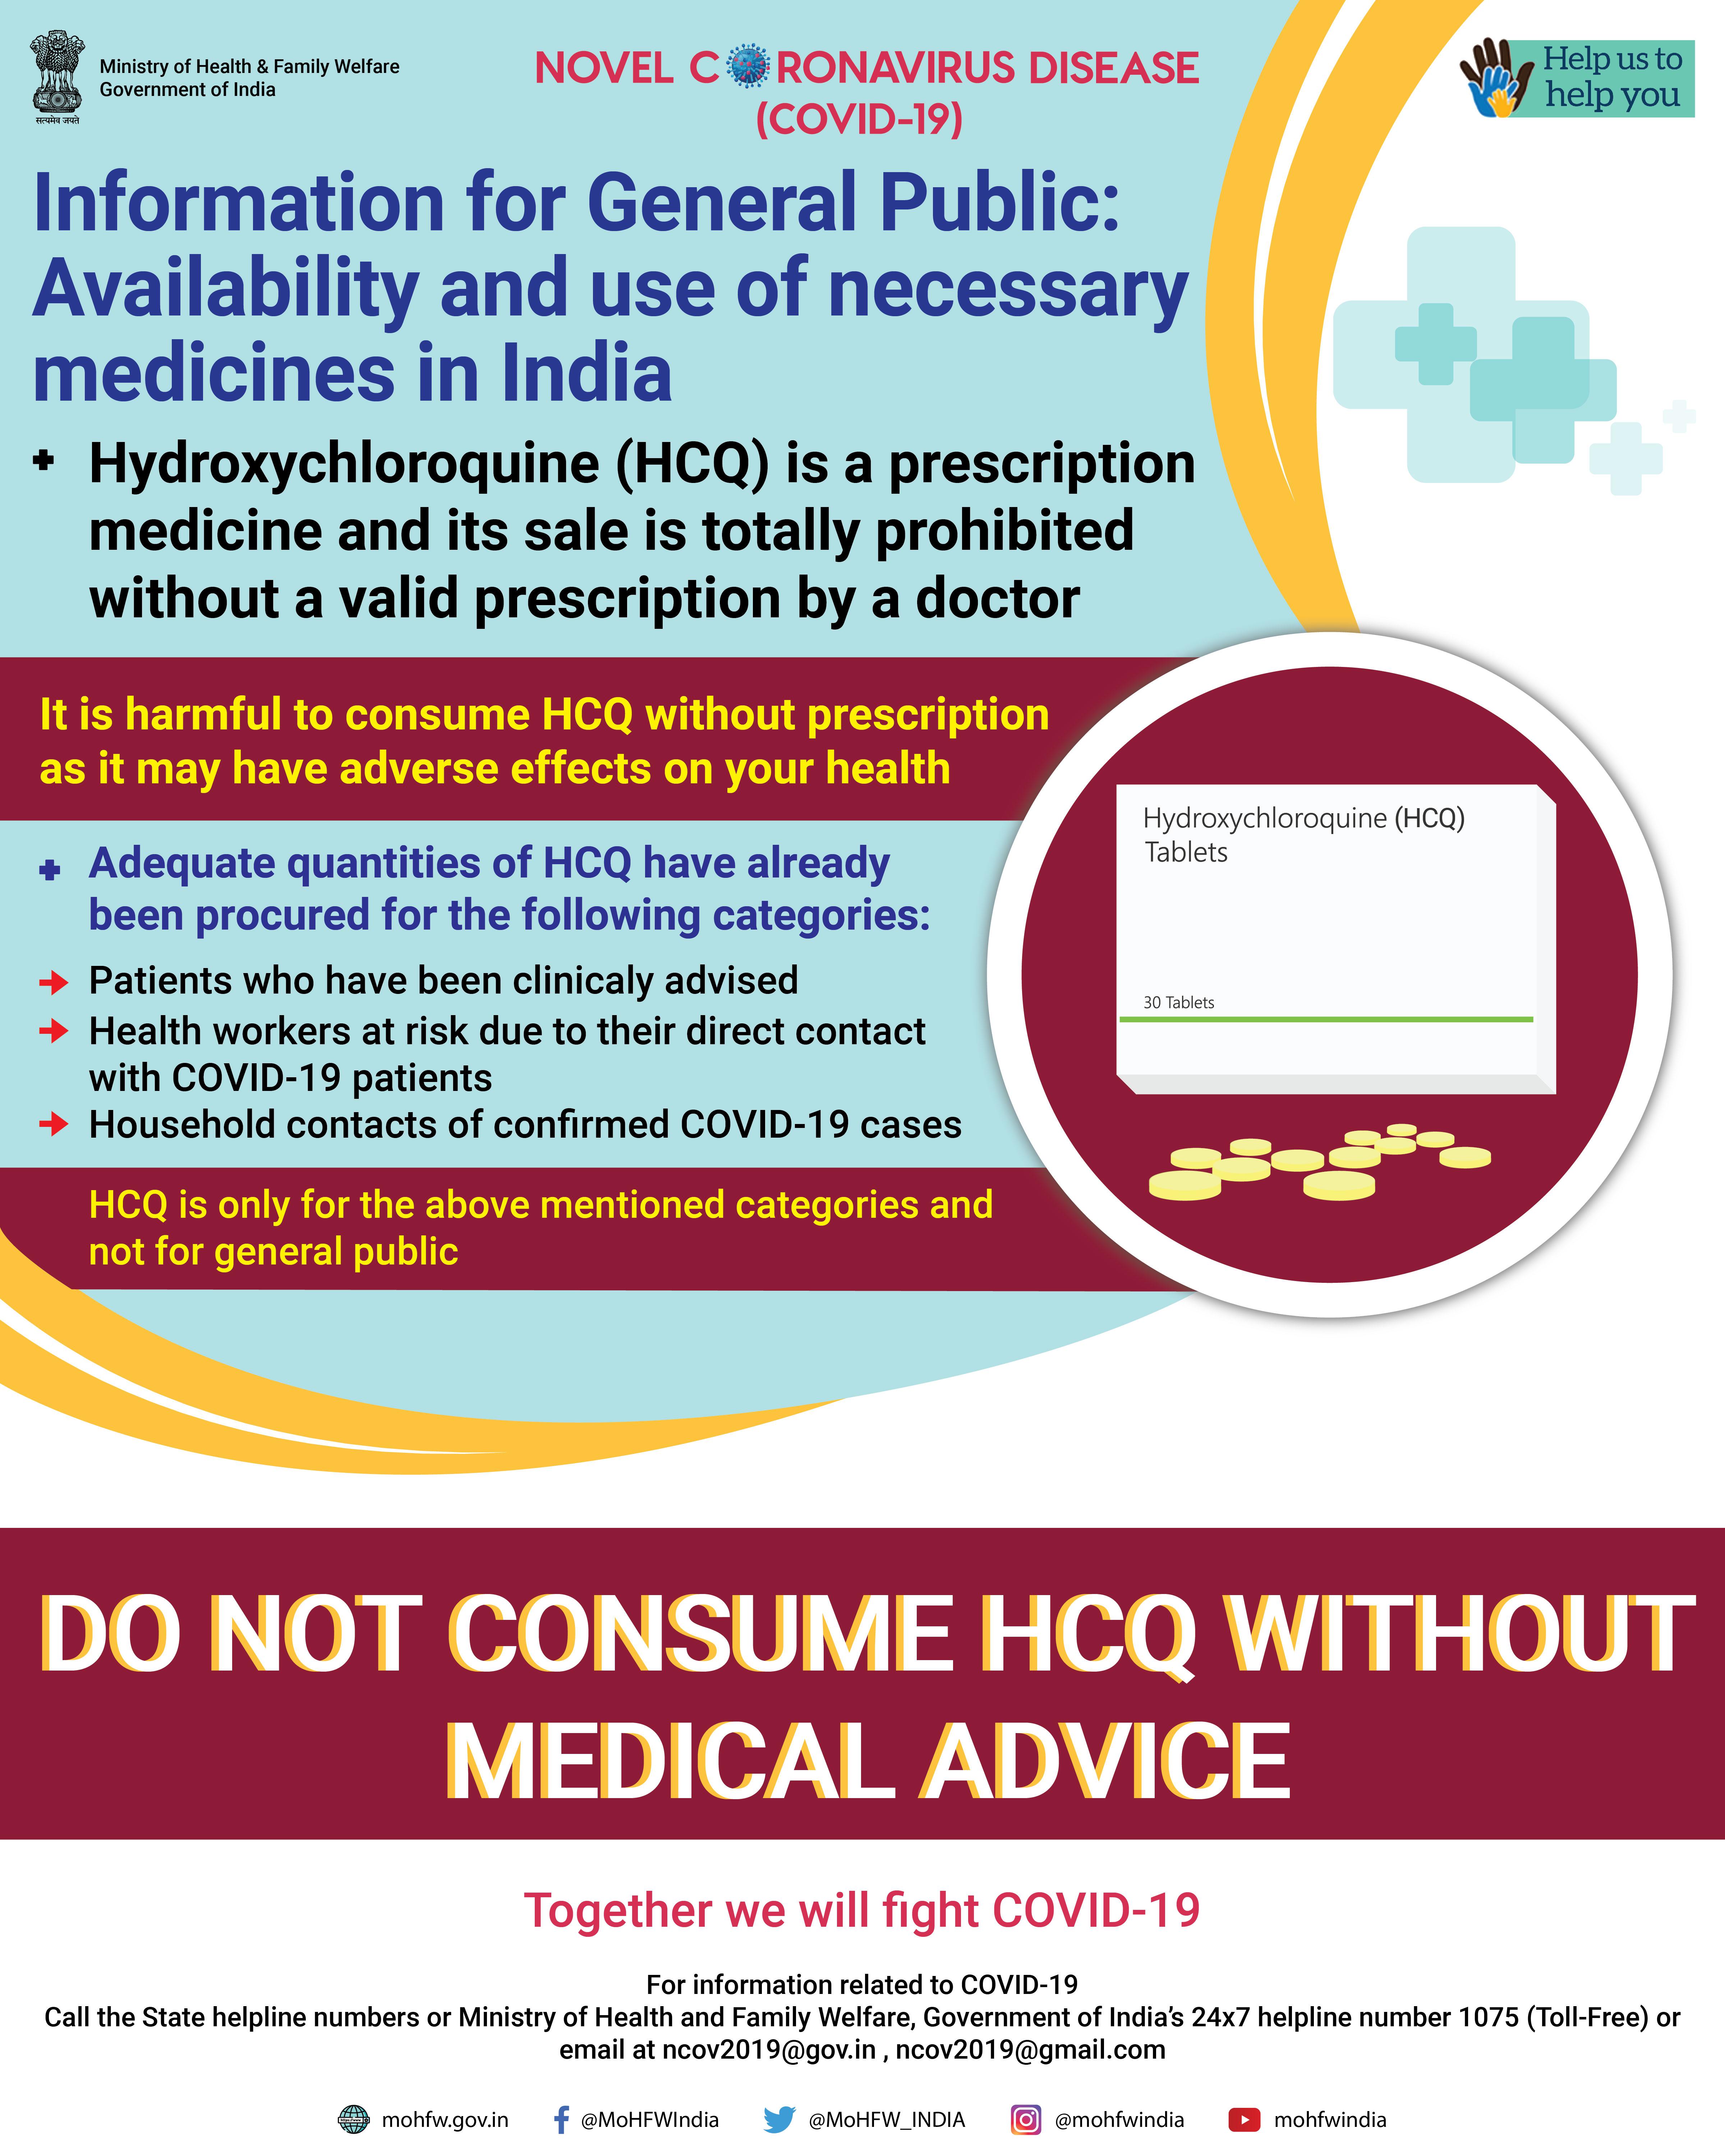 सत्यमेव जयते
Ministry of Health & Family Welfare
Government of India
NOVEL CORONAVIRUS DISEASE
(COVID-19)
Help us to
help you
Information for General Public:
Availability and use of necessary
medicines in India
Hydroxychloroquine (HCQ) is a prescription
medicine and its sale is totally prohibited
without a valid prescription by a doctor
It is harmful to consume HCQ without prescription
as it may have adverse effects on your health
Adequate quantities of HCQ have already
been procured for the following categories:
Patients who have been clinicaly advised
Health workers at risk due to their direct contact
with COVID-19 patients
Household contacts of confirmed COVID-19 cases
HCQ is only for the above mentioned categories and
not for general public
Hydroxychloroquine (HCQ)
Tablets
30 Tablets
DO NOT CONSUME HCQ WITHOUT
MEDICAL ADVICE
Together we will fight COVID-19
For information related to COVID-19
Call the State helpline numbers or Ministry of Health and Family Welfare, Government of India’s 24x7 helpline number 1075 (Toll-Free) or
email at ncov2019@gov.in , ncov2019@gmail.com
mohfw.gov.in @MoHFWIndia @MoHFW_INDIA @mohfwindia mohfwindia